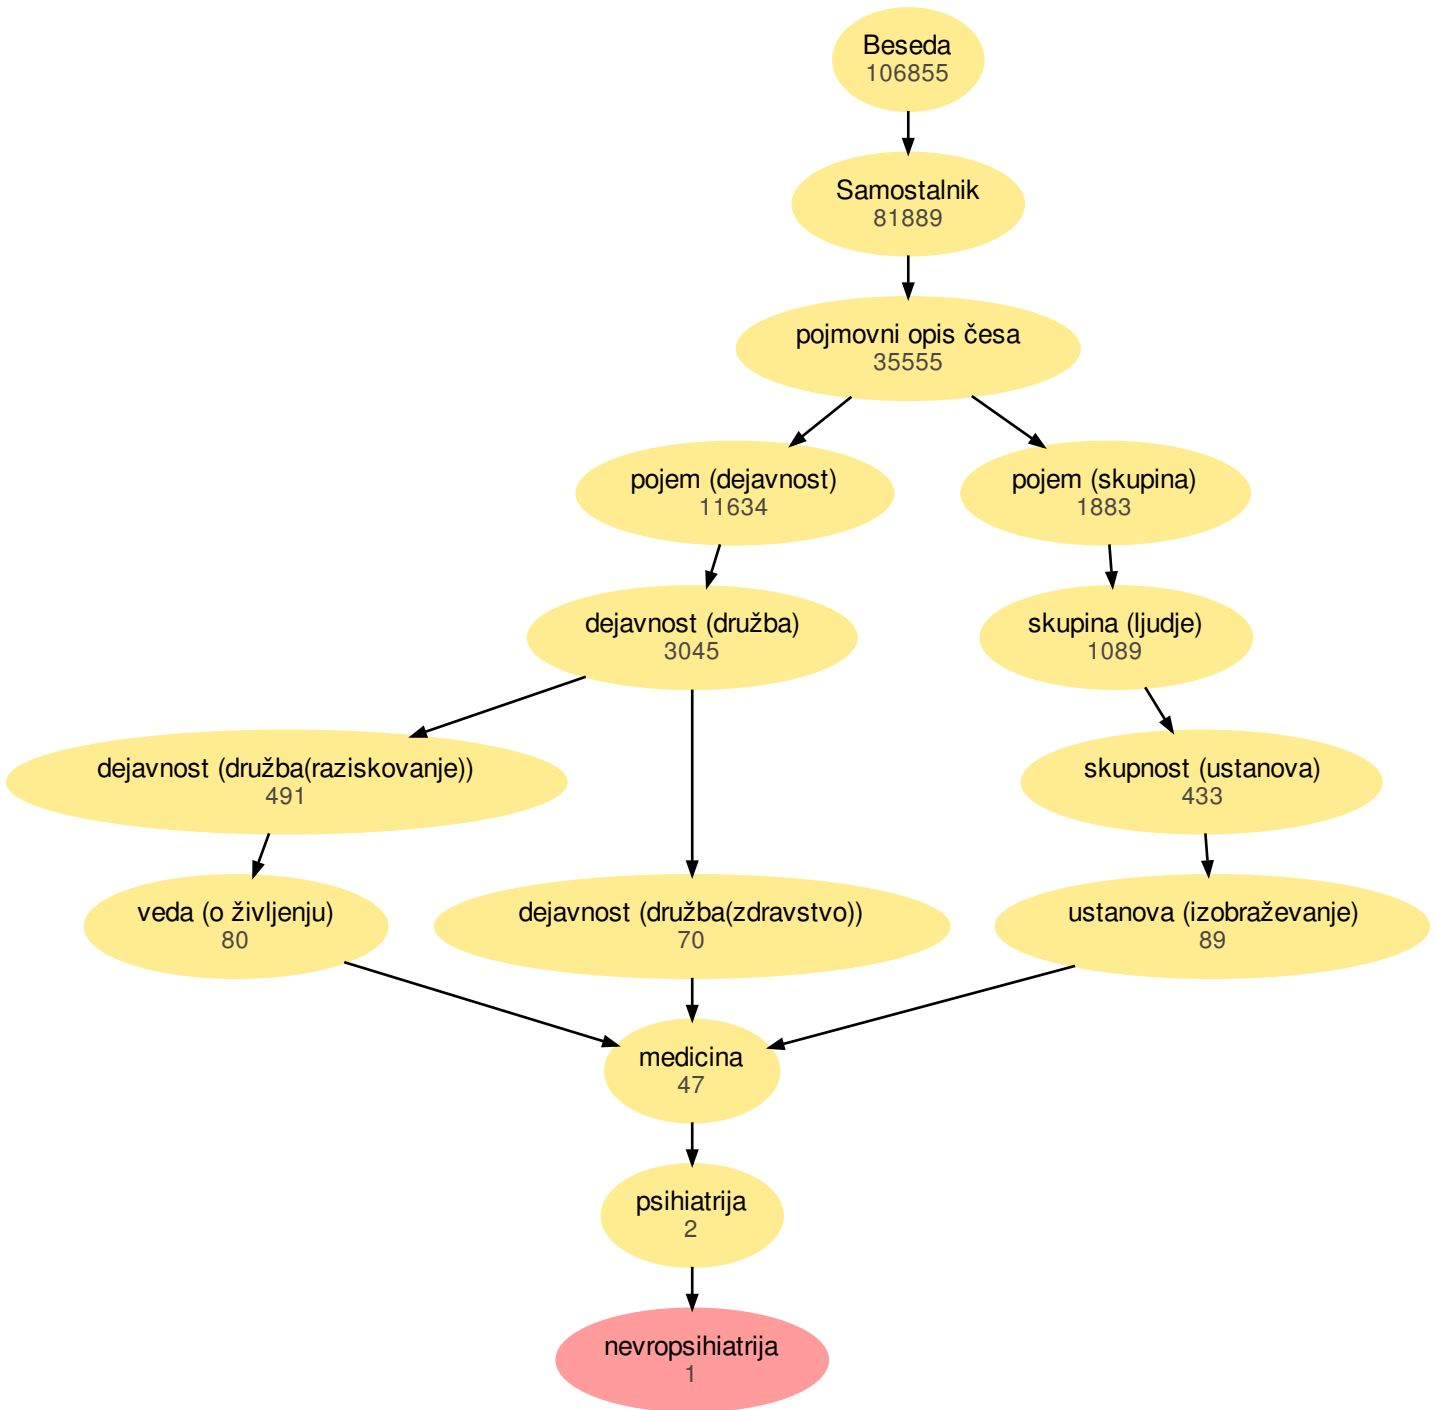 Beseda
106855
Samostalnik
81889
pojmovni opis česa
35555
pojem (dejavnost)
11634
pojem (skupina)
1883
dejavnost (družba)
3045
skupina (ljudje)
1089
dejavnost (družba(raziskovanje))
491
skupnost (ustanova)
433
veda (o življenju)
80
dejavnost (družba(zdravstvo))
70
ustanova (izobraževanje)
89
medicina
47
psihiatrija
2
nevropsihiatrija
1